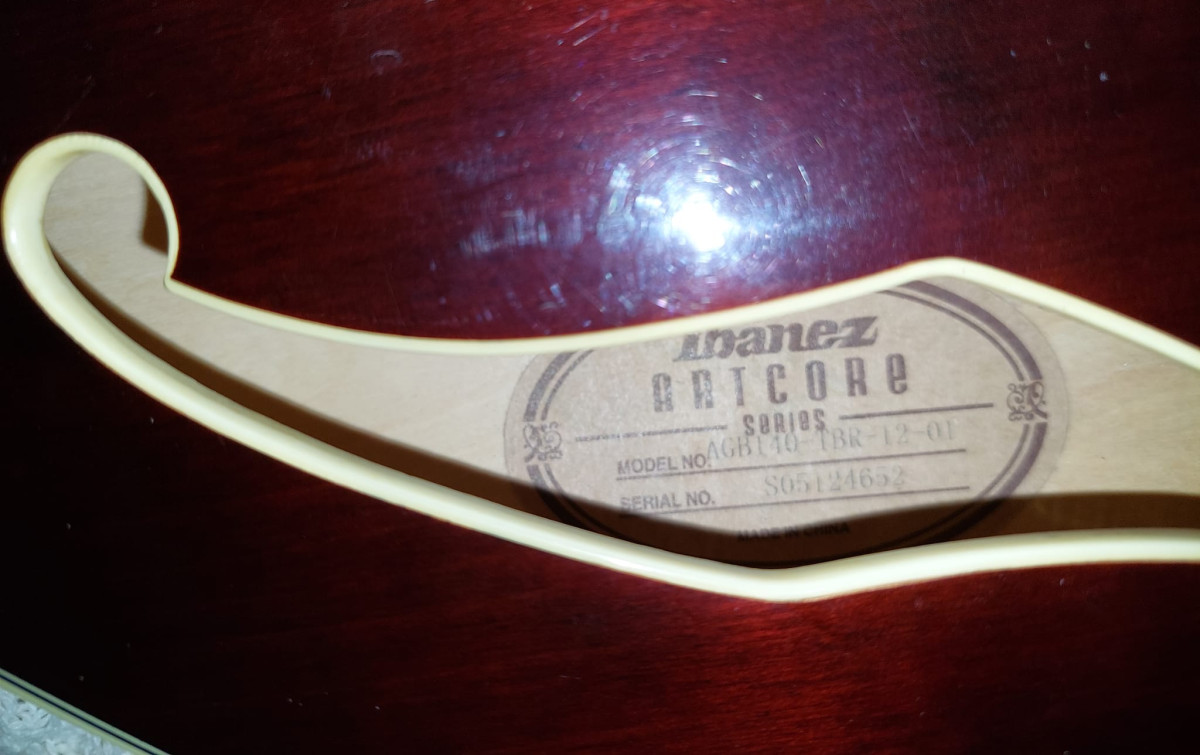 Ibanez
ARTCORE
SERIES
MODEL NO. AGB140-TBR-12-01
SERIAL NO. S05124652
MADE IN CHINA